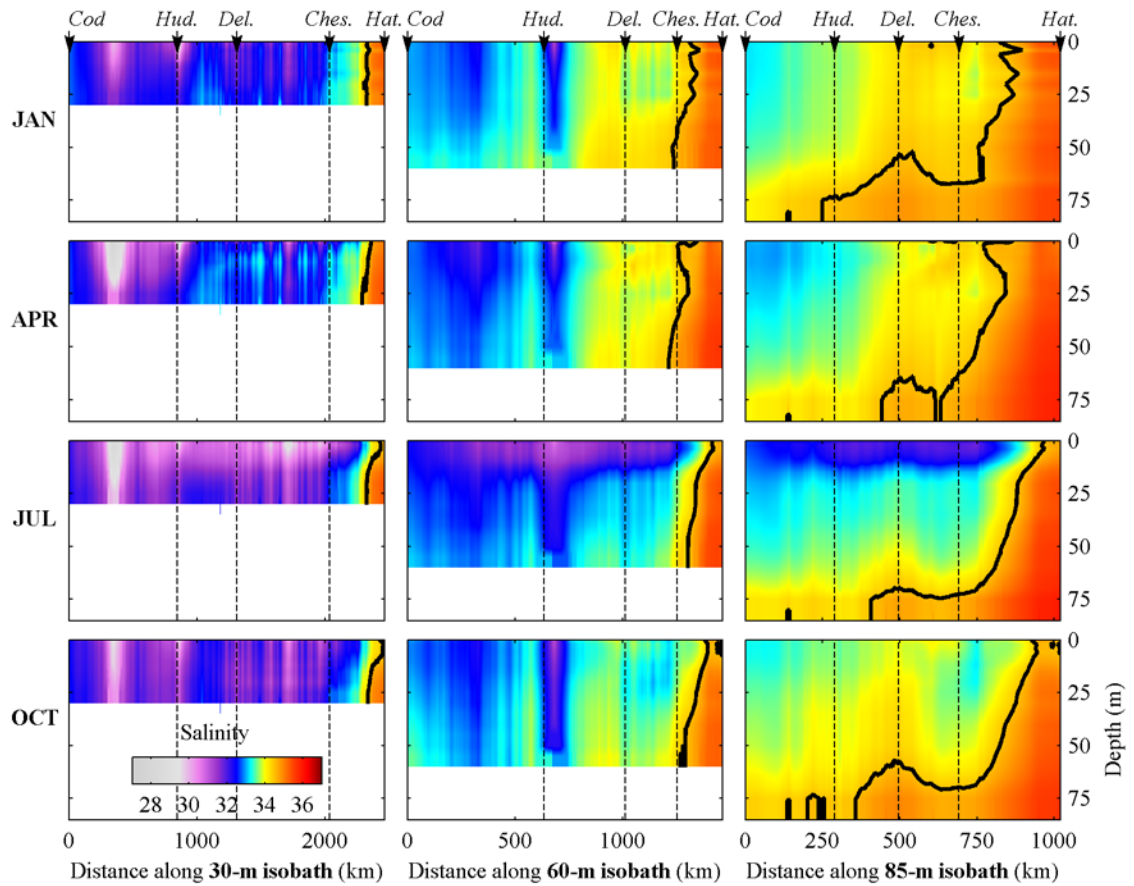 Cod Hud. Del. Ches. Hat. Cod Hud. Del. Ches. Hat. Cod Hud. Del. Ches. Hat.
JAN
0
25
50
75
APR
0
25
50
75
JUL
0
25
50
75
OCT
0
25
50
75
Depth (m)
Salinity
28 30 32 34 36
0 1000 2000 0 500 1000 0 250 500 750 1000
Distance along 30-m isobath (km) Distance along 60-m isobath (km) Distance along 85-m isobath (km)